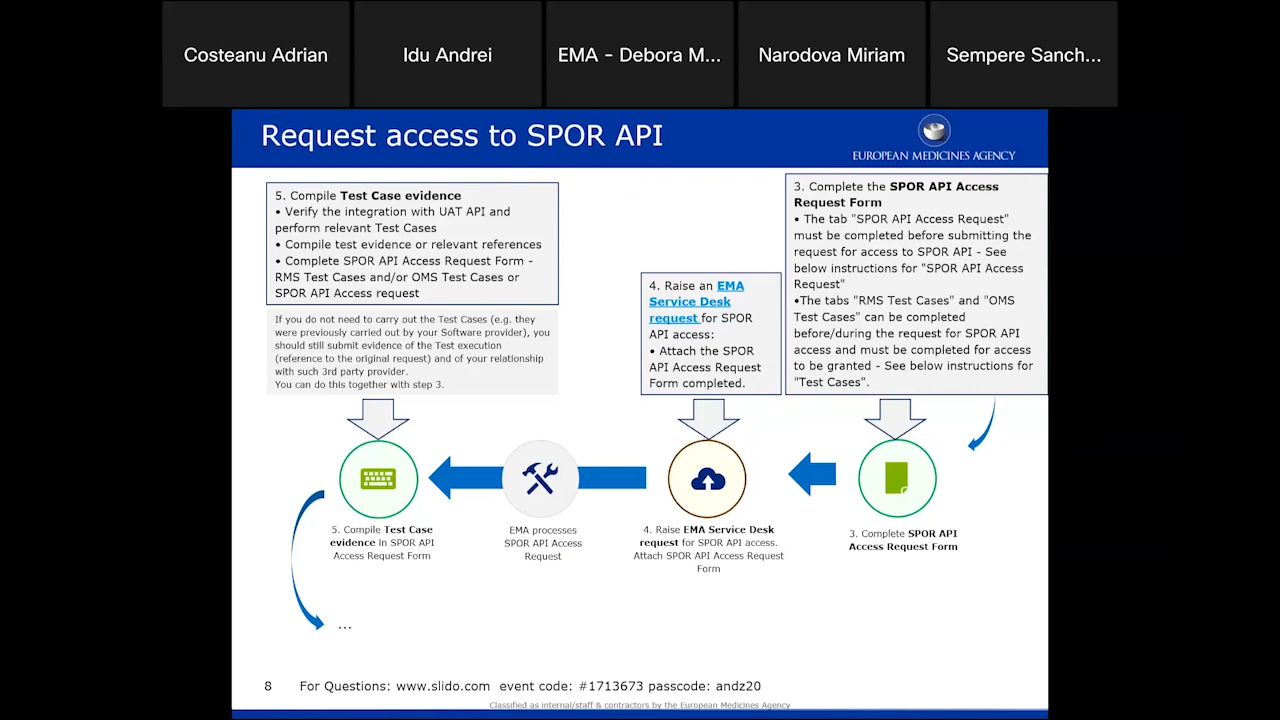 Costeanu Adrian
Idu Andrei
EMA - Debora M...
Narodova Miriam
Sempere Sanch...
Request access to SPOR API
EUROPEAN MEDICINES AGENCY
5. Compile Test Case evidence
• Verify the integration with UAT API and
perform relevant Test Cases
• Compile test evidence or relevant references
• Complete SPOR API Access Request Form -
RMS Test Cases and/or OMS Test Cases or
SPOR API Access request
If you do not need to carry out the Test Cases (e.g. they
were previously carried out by your Software provider), you
should still submit evidence of the Test execution
(reference to the original request) and of your relationship
with such 3rd party provider.
You can do this together with step 3.
4. Raise an EMA
Service Desk
request for SPOR
API access:
• Attach the SPOR
API Access Request
Form completed.
3. Complete the SPOR API Access
Request Form
• The tab "SPOR API Access Request"
must be completed before submitting the
request for access to SPOR API - See
below instructions for "SPOR API Access
Request"
•The tabs "RMS Test Cases" and "OMS
Test Cases" can be completed
before/during the request for SPOR API
access and must be completed for access
to be granted - See below instructions for
"Test Cases".
5. Compile Test Case
evidence in SPOR API
Access Request Form
EMA processes
SPOR API Access
Request
4. Raise EMA Service Desk
request for SPOR API access.
Attach SPOR API Access Request
Form
3. Complete SPOR API
Access Request Form
...
8
For Questions: www.slido.com event code: #1713673 passcode: andz20
Classified as internal/staff & contractors by the European Medicines Agency